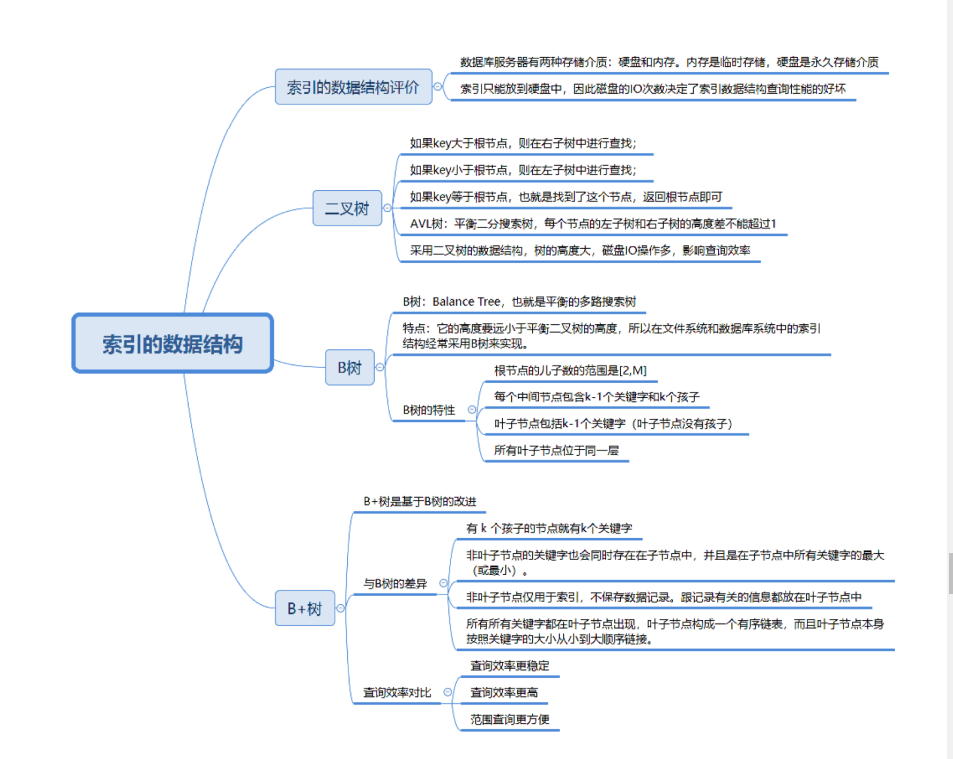 索引的数据结构
索引的数据结构评价
数据库服务器有两种存储介质：硬盘和内存。内存是临时存储，硬盘是永久存储介质
索引只能放到硬盘中，因此磁盘的IO次数决定了索引数据结构查询性能的好坏
二叉树
如果key大于根节点，则在右子树中进行查找；
如果key小于根节点，则在左子树中进行查找；
如果key等于根节点，也就是找到了这个节点，返回根节点即可
AVL树：平衡二分搜索树，每个节点的左子树和右子树的高度差不能超过1
采用二叉树的数据结构，树的高度大，磁盘IO操作多，影响查询效率
B树
B树：Balance Tree，也就是平衡的多路搜索树
特点：它的高度要远小于平衡二叉树的高度，所以在文件系统和数据库系统中的索引
结构经常采用B树来实现。
B树的特性
根节点的儿子数的范围是[2,M]
每个中间节点包含k-1个关键字和k个孩子
叶子节点包括k-1个关键字（叶子节点没有孩子）
所有叶子节点位于同一层
B+树
B+树是基于B树的改进
与B树的差异
有 k 个孩子的节点就有k个关键字
非叶子节点的关键字也会同时存在在子节点中，并且是在子节点中所有关键字的最大
（或最小）。
非叶子节点仅用于索引，不保存数据记录。跟记录有关的信息都放在叶子节点中
所有所有关键字都在叶子节点出现，叶子节点构成一个有序链表，而且叶子节点本身
按照关键字的大小从小到大顺序链接。
查询效率对比
查询效率更稳定
查询效率更高
范围查询更方便